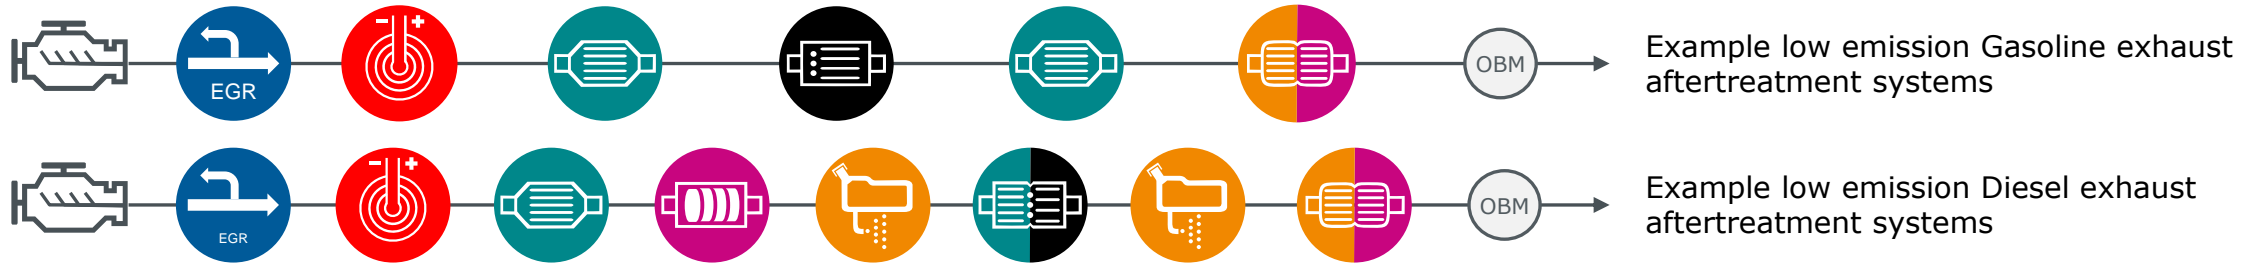 EGR
- +
OBM
Example low emission Gasoline exhaust
aftertreatment systems
EGR
- +
OBM
Example low emission Diesel exhaust
aftertreatment systems